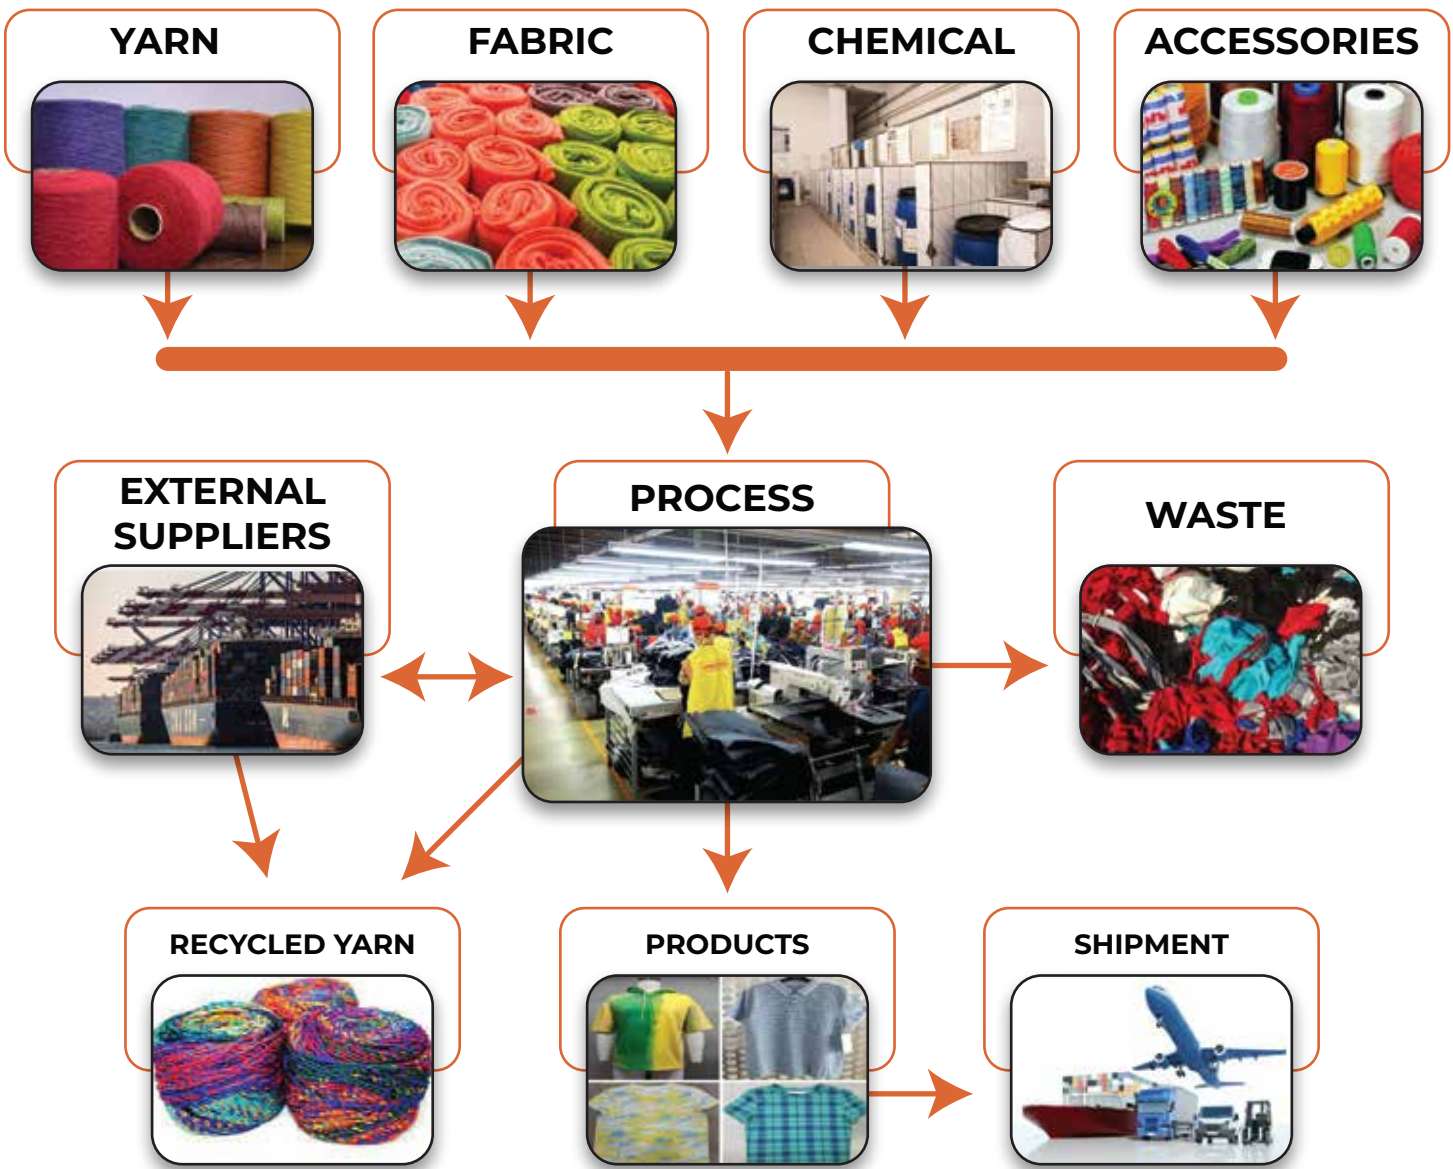 YARN
FABRIC
CHEMICAL
ACCESSORIES
EXTERNAL
SUPPLIERS
PROCESS
WASTE
RECYCLED YARN
PRODUCTS
SHIPMENT